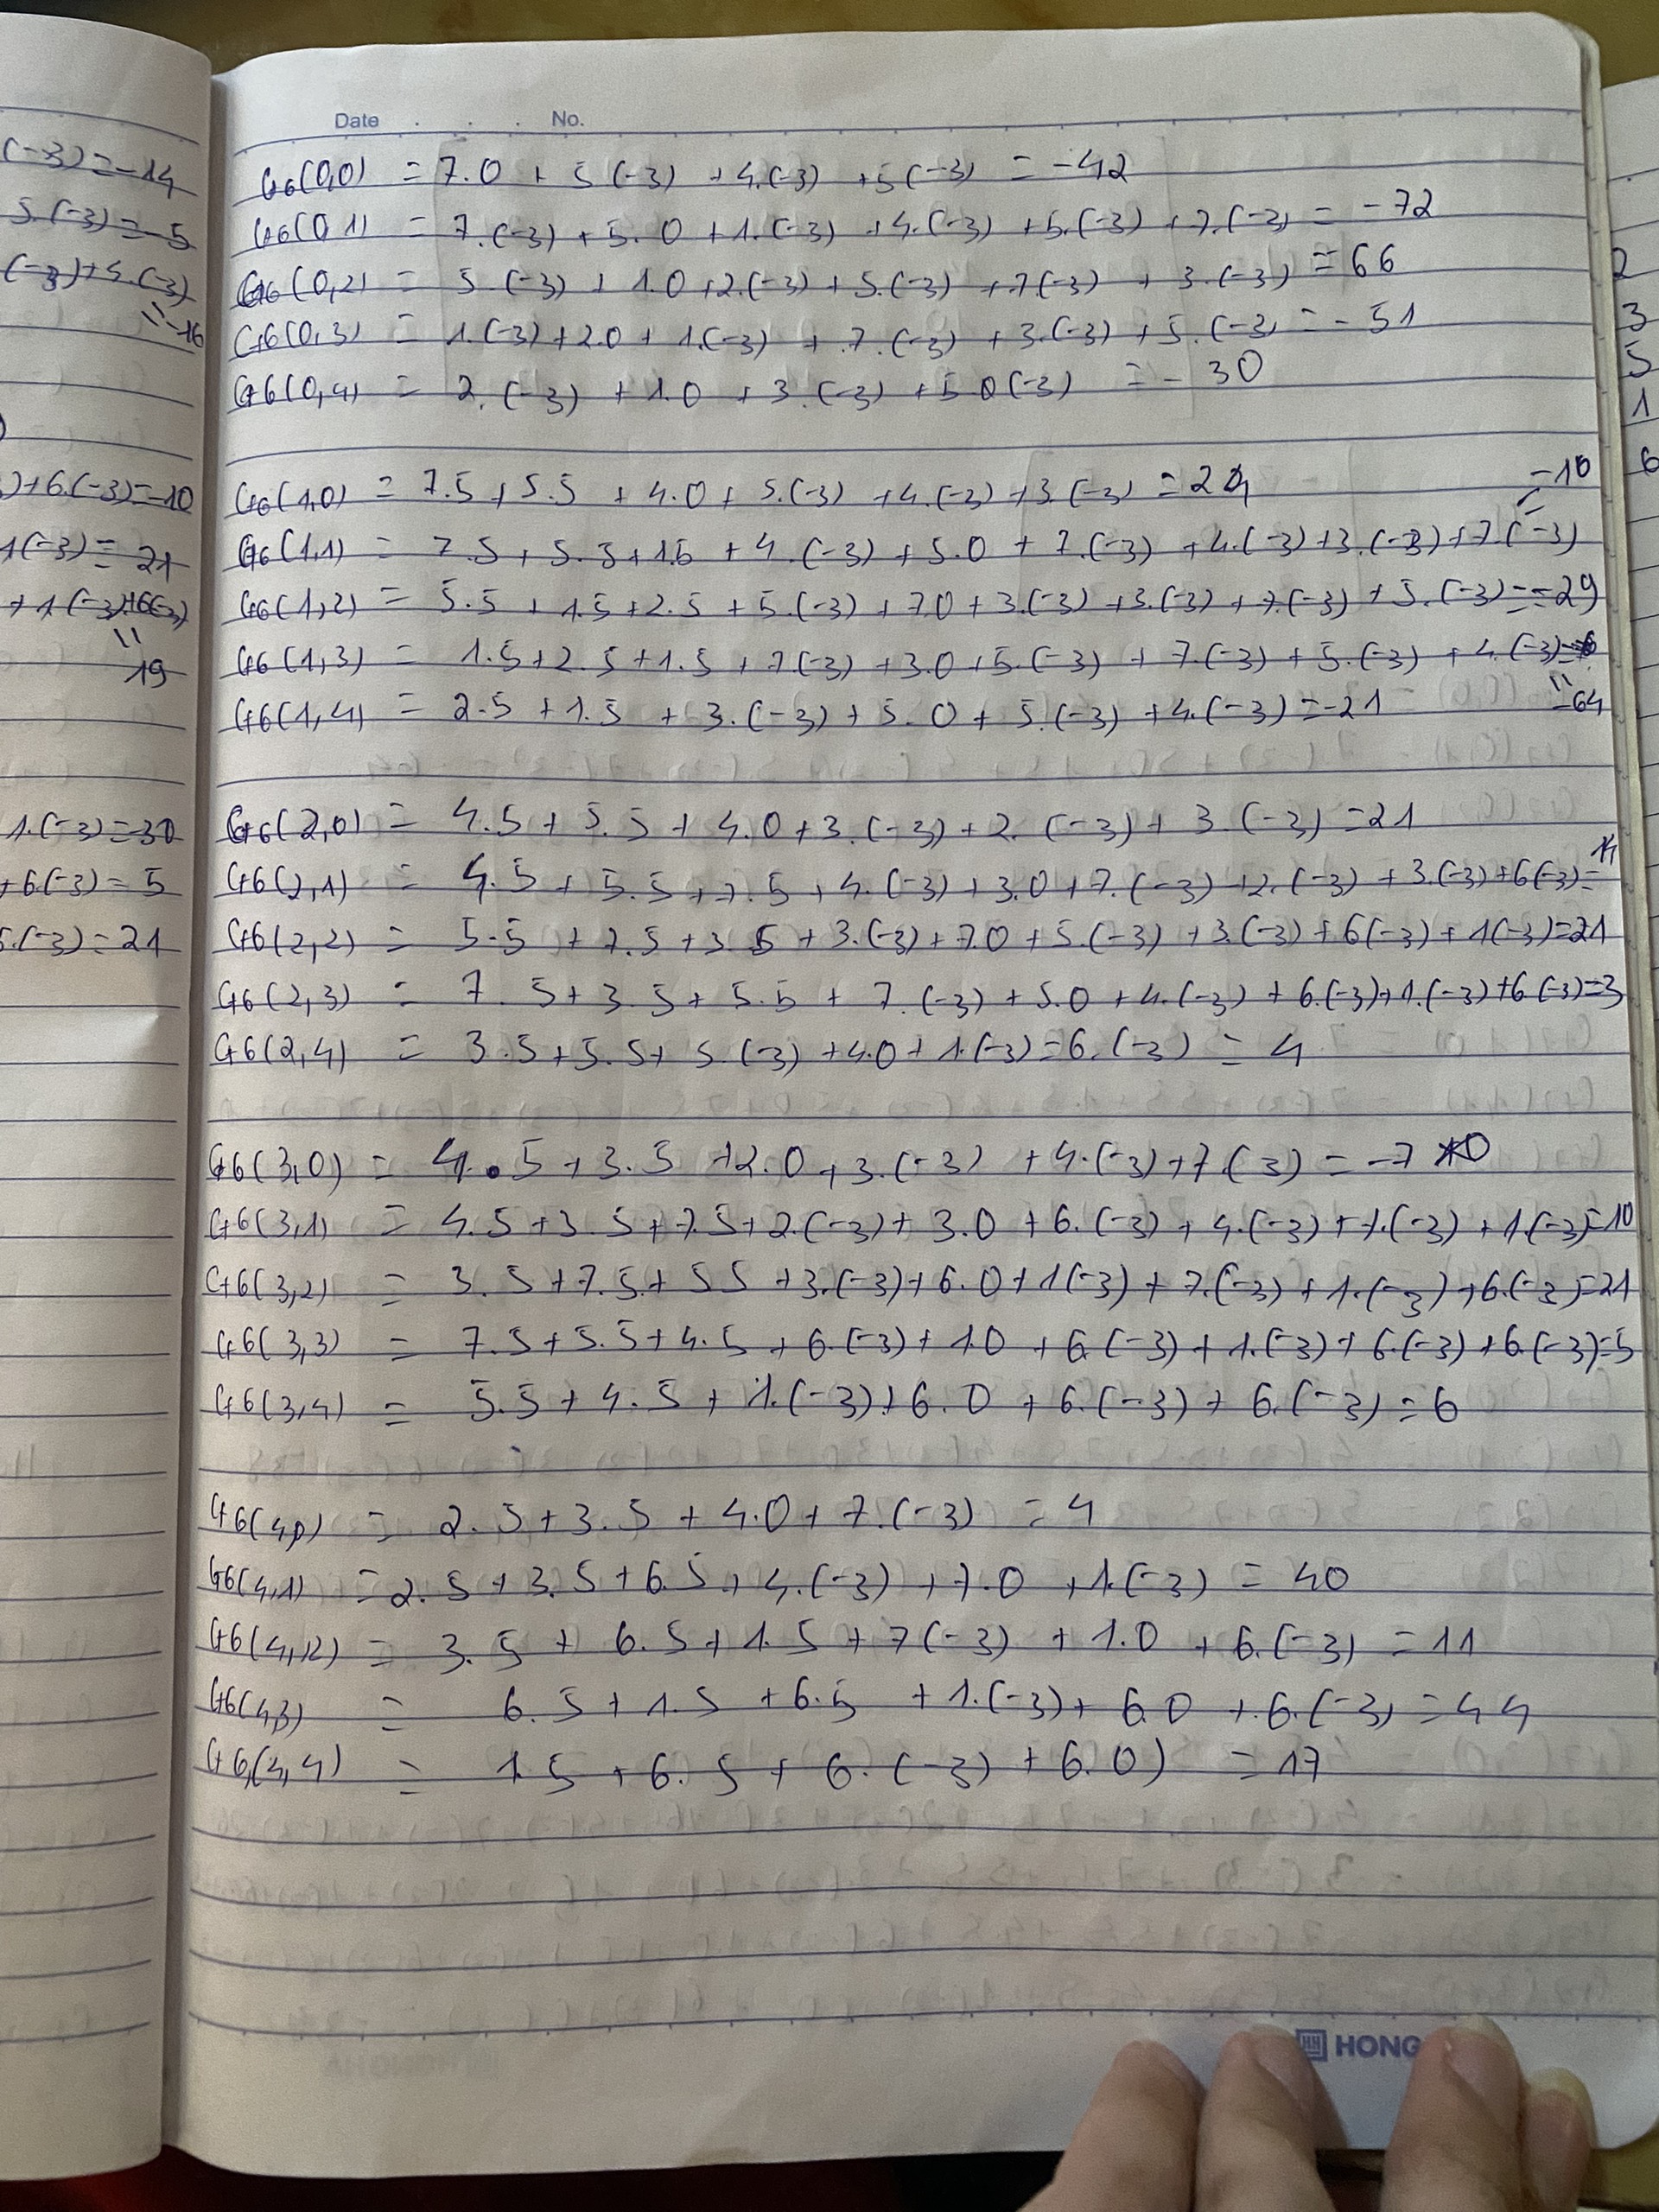 Date . . . No.
G6(0,0) = 7.0 + 5(-3) + 4.(-3) + 5(-3) = -42
G6(0,1) = 7.(-3) + 5.0 + 1.(-3) + 4.(-3) + 5.(-3) + 7.(-3) = -72
G6(0,2) = 5.(-3) + 1.0 + 2.(-3) + 5.(-3) + 7(-3) + 3.(-3) = 66
G6(0,3) = 1.(-3) + 2.0 + 1.(-3) + 7.(-3) + 3.(-3) + 5.(-3) = -51
G6(0,4) = 2.(-3) + 1.0 + 3.(-3) + 5.0(-3) = -30
G6(1,0) = 7.5 + 5.5 + 4.0 + 5.(-3) + 4.(-3) + 3.(-3) = 24
G6(1,1) = 7.5 + 5.5 + 1.5 + 4.(-3) + 5.0 + 7.(-3) + 4.(-3) + 3.(-3) + 7.(-3) = -10
G6(1,2) = 5.5 + 1.5 + 2.5 + 5.(-3) + 7.0 + 3.(-3) + 3.(-3) + 7.(-3) + 5.(-3) = -29
G6(1,3) = 1.5 + 2.5 + 1.5 + 7(-3) + 3.0 + 5.(-3) + 7.(-3) + 5.(-3) + 4.(-3) = -64
G6(1,4) = 2.5 + 1.5 + 3.(-3) + 5.0 + 5.(-3) + 4.(-3) = -21
G6(2,0) = 4.5 + 5.5 + 4.0 + 3.(-3) + 2.(-3) + 3.(-3) = 21
G6(2,1) = 4.5 + 5.5 + 7.5 + 4.(-3) + 3.0 + 7.(-3) + 2.(-3) + 3.(-3) + 6(-3) = 14
G6(2,2) = 5.5 + 7.5 + 3.5 + 3.(-3) + 7.0 + 5(-3) + 3.(-3) + 6(-3) + 1(-3) = 21
G6(2,3) = 7.5 + 3.5 + 5.5 + 7.(-3) + 5.0 + 4.(-3) + 6.(-3) + 1.(-3) + 6.(-3) = 3
G6(2,4) = 3.5 + 5.5 + 5.(-3) + 4.0 + 1.(-3) = 6.(-3) = 4
G6(3,0) = 4.5 + 3.5 + 2.0 + 3.(-3) + 4.(-3) + 7.(3) = -7
G6(3,1) = 4.5 + 3.5 + 7.5 + 2.(-3) + 3.0 + 6.(-3) + 4.(-3) + 7.(-3) + 1.(-3) = 10
G6(3,2) = 3.5 + 7.5 + 5.5 + 3.(-3) + 6.0 + 1(-3) + 7.(-3) + 1.(-3) + 6.(-3) = 21
G6(3,3) = 7.5 + 5.5 + 4.5 + 6.(-3) + 1.0 + 6.(-3) + 1.(-3) + 6.(-3) + 6.(-3) = 5
G6(3,4) = 5.5 + 4.5 + 1.(-3) + 6.0 + 6.(-3) + 6.(-3) = 6
G6(4,0) = 2.5 + 3.5 + 4.0 + 7.(-3) = 4
G6(4,1) = 2.5 + 3.5 + 6.5 + 4.(-3) + 7.0 + 1.(-3) = 40
G6(4,2) = 3.5 + 6.5 + 1.5 + 7(-3) + 1.0 + 6.(-3) = 11
G6(4,3) = 6.5 + 1.5 + 6.5 + 1.(-3) + 6.0 + 6.(-3) = 44
G6(4,4) = 1.5 + 6.5 + 6.(-3) + 6.0) = 17
HONG
(-3) = -14
5.(-3) = -5
(-3) + 5.(-3)
= -16
) + 6.(-3) = -10
1(-3) = 21
+ 1(-3)+6(-3)
= 19
1.(-3) = 30
+ 6.(-3) = 5
5.(-3) = 21
2
3
5
1
6